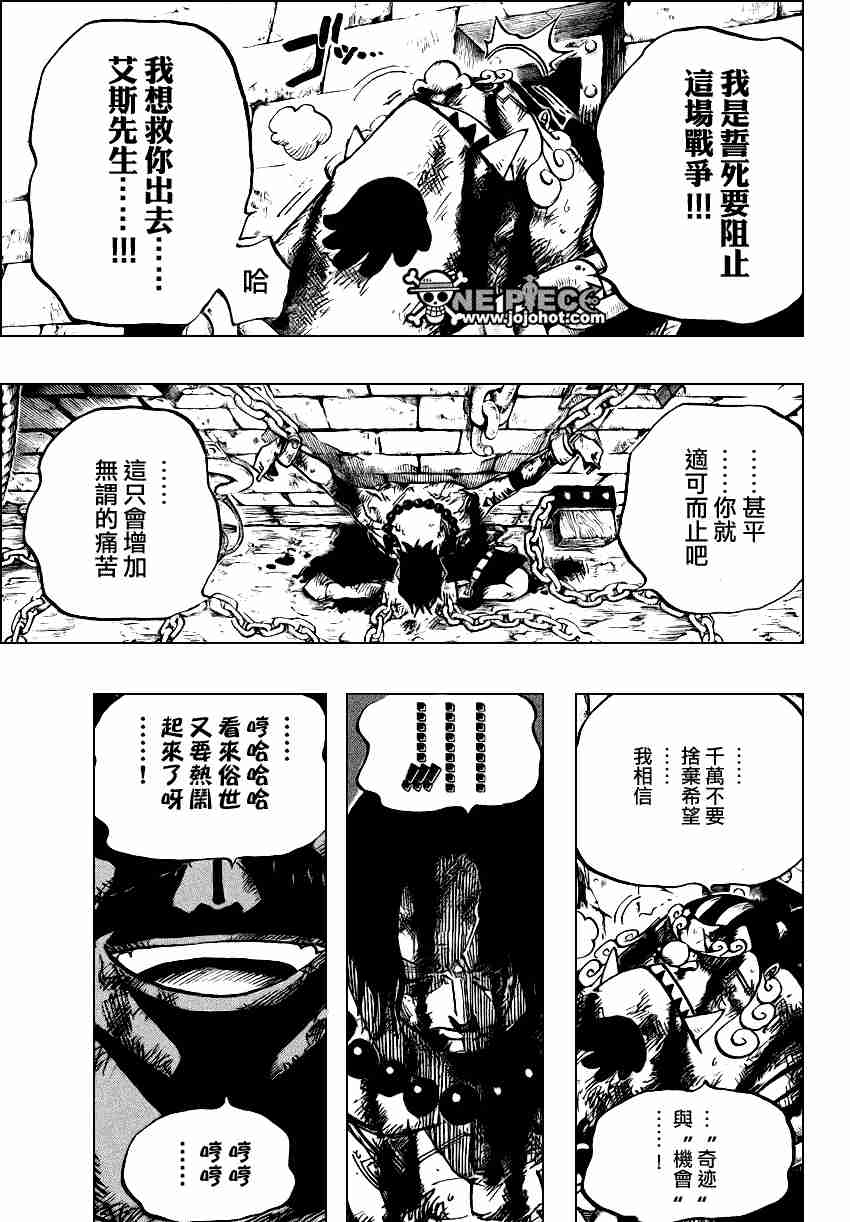 我是誓死要阻止
這場戰爭!!!
ゴッ…
我想救你出去……
艾斯先生……!!!
哈
ONE PIECE
www.jojohot.com
……甚平
……你就
適可而止吧
……
這只會增加
無謂的痛苦
……
千萬不要
捨棄希望
……
我相信
…“奇迹”
與“機會”
……!
……
哼哈哈哈
看來俗世
又要熱鬧
起來了呀
……!
哼哼
哼哼
……